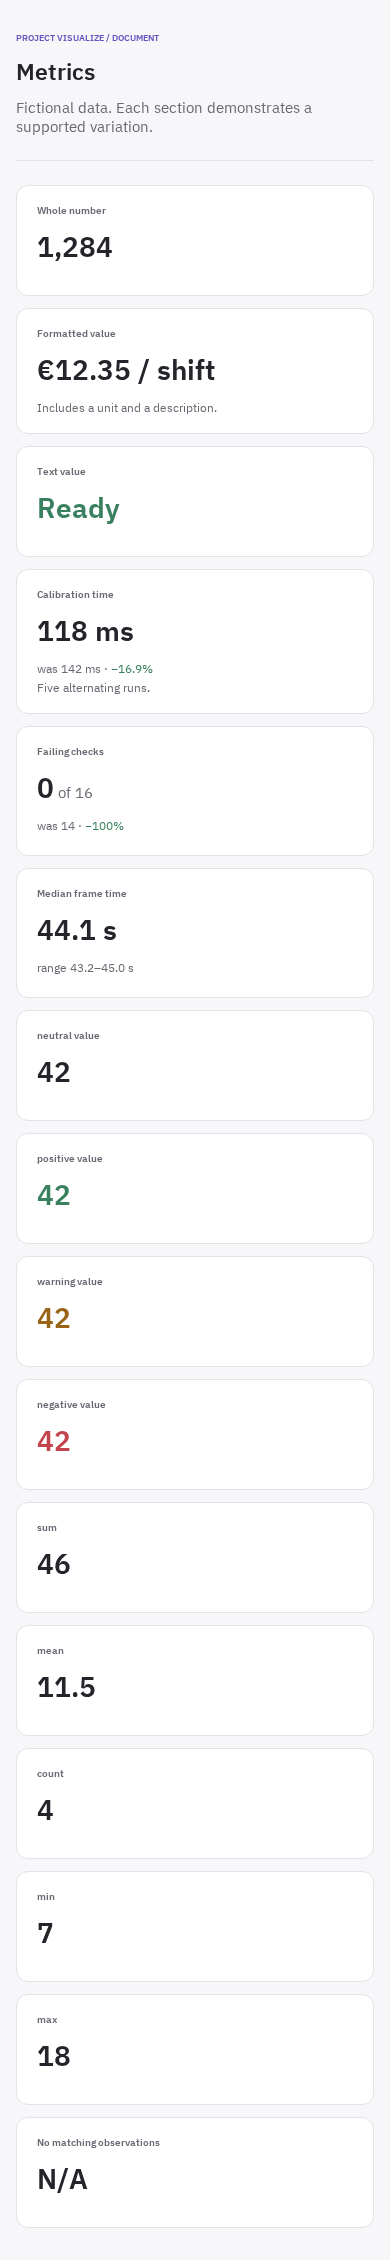 PROJECT VISUALIZE / DOCUMENT
Metrics
Fictional data. Each section demonstrates a
supported variation.
Whole number
1,284
Formatted value
€12.35 / shift
Includes a unit and a description.
Text value
Ready
Calibration time
118 ms
was 142 ms · −16.9%
Five alternating runs.
Failing checks
0 of 16
was 14 · −100%
Median frame time
44.1 s
range 43.2–45.0 s
neutral value
42
positive value
42
warning value
42
negative value
42
sum
46
mean
11.5
count
4
min
7
max
18
No matching observations
N/A